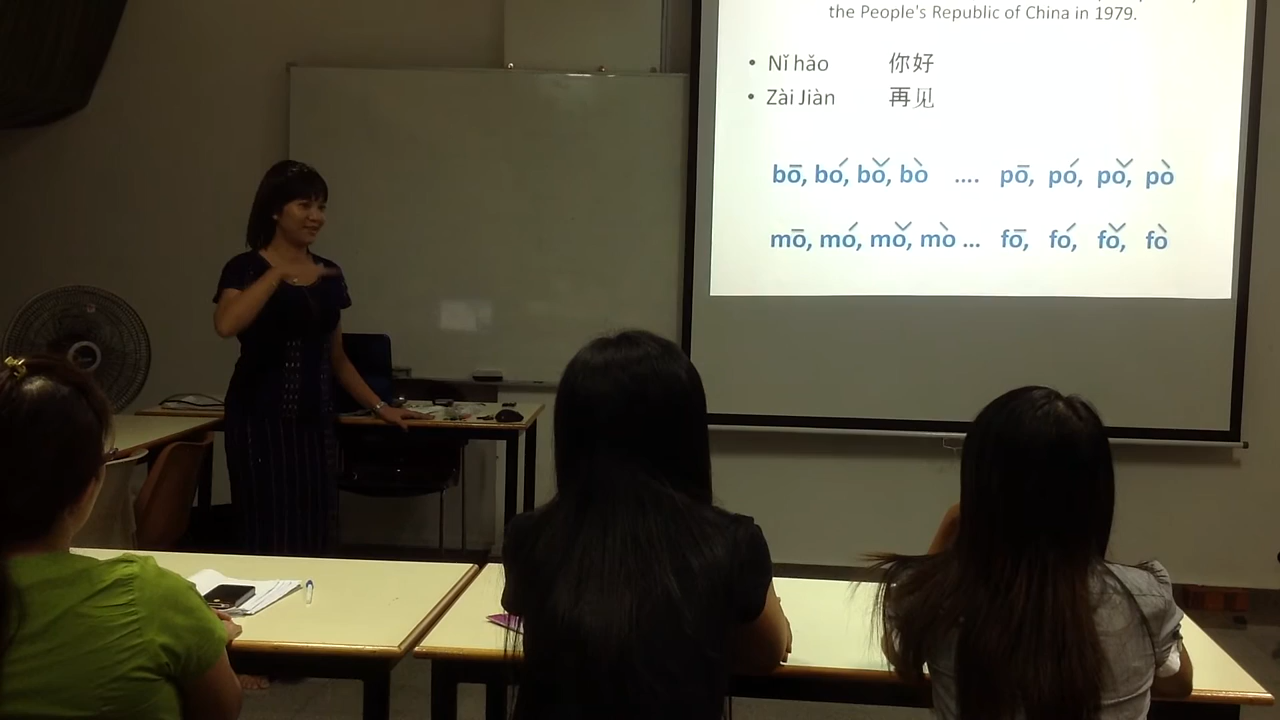 the People's Republic of China in 1979.
• Nǐ hǎo 你好
• Zài Jiàn 再见
bō, bó, bǒ, bò .... pō, pó, pǒ, pò
mō, mó, mǒ, mò ... fō, fó, fǒ, fò